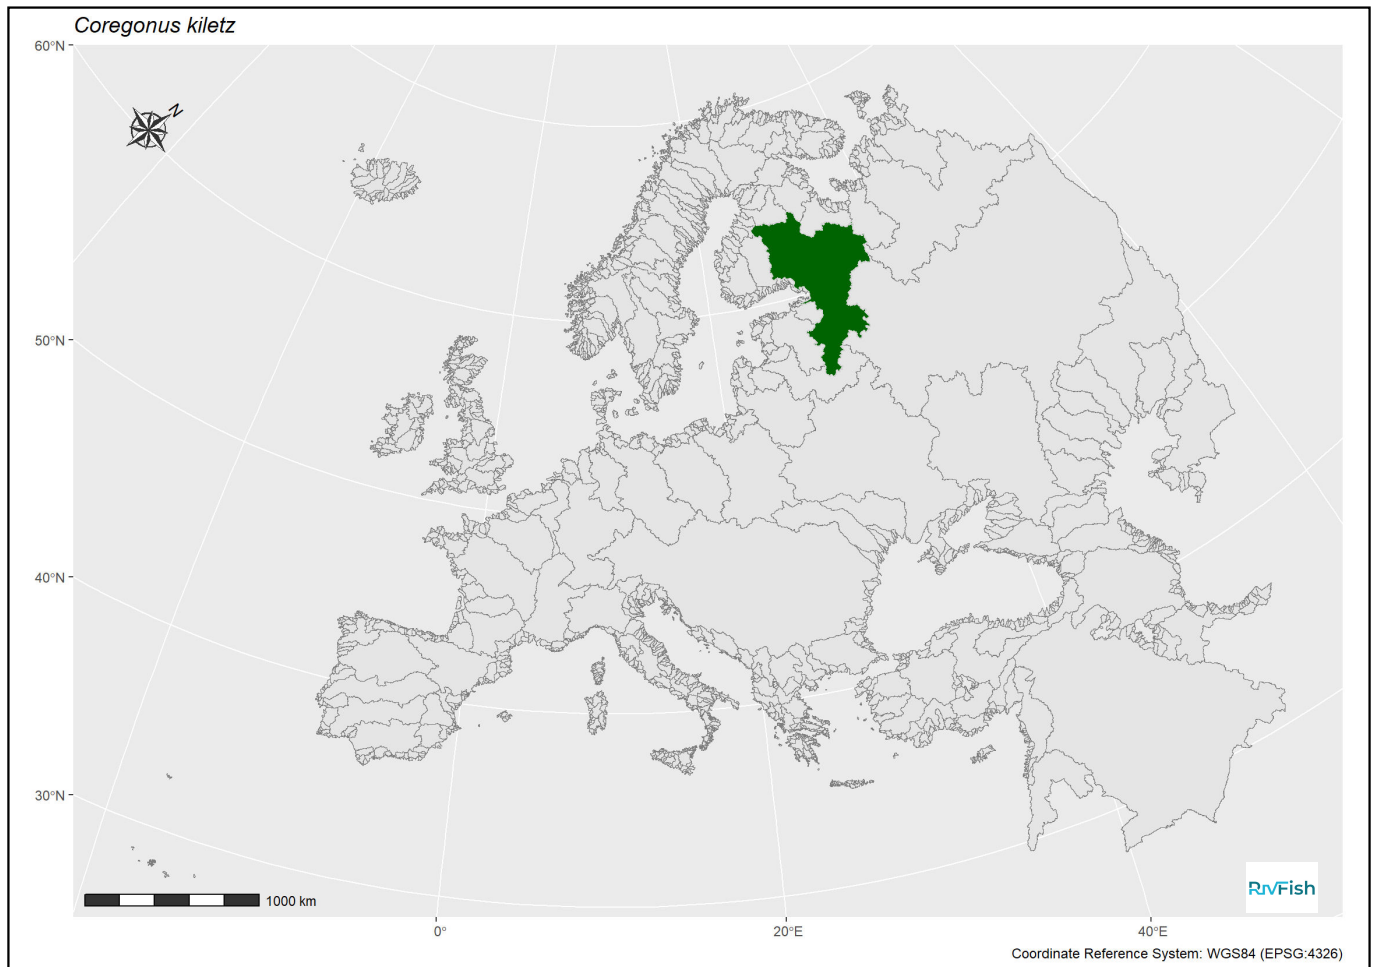 Coregonus kiletz
60°N
N
50°N
40°N
30°N
1000 km
RivFish
0°
20°E
40°E
Coordinate Reference System: WGS84 (EPSG:4326)